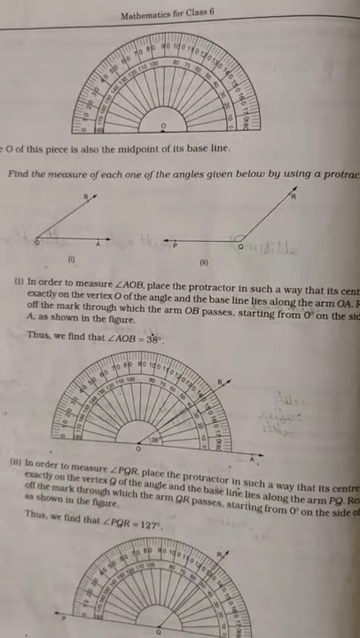 Mathematics for Class 6
O
O of this piece is also the midpoint of its base line.
Find the measure of each one of the angles given below by using a protrac
B
R
O
A
P
Q
(i)
(ii)
(i) In order to measure ∠AOB, place the protractor in such a way that its cent
exactly on the vertex O of the angle and the base line lies along the arm OA. R
off the mark through which the arm OB passes, starting from 0° on the sid
A, as shown in the figure.
Thus, we find that ∠AOB = 38°.
B
38°
O
A
(ii) In order to measure ∠PQR, place the protractor in such a way that its centre
exactly on the vertex Q of the angle and the base line lies along the arm PQ. Re
off the mark through which the arm QR passes, starting from 0° on the side of
as shown in the figure.
Thus, we find that ∠PQR = 127°.
R
P
Q